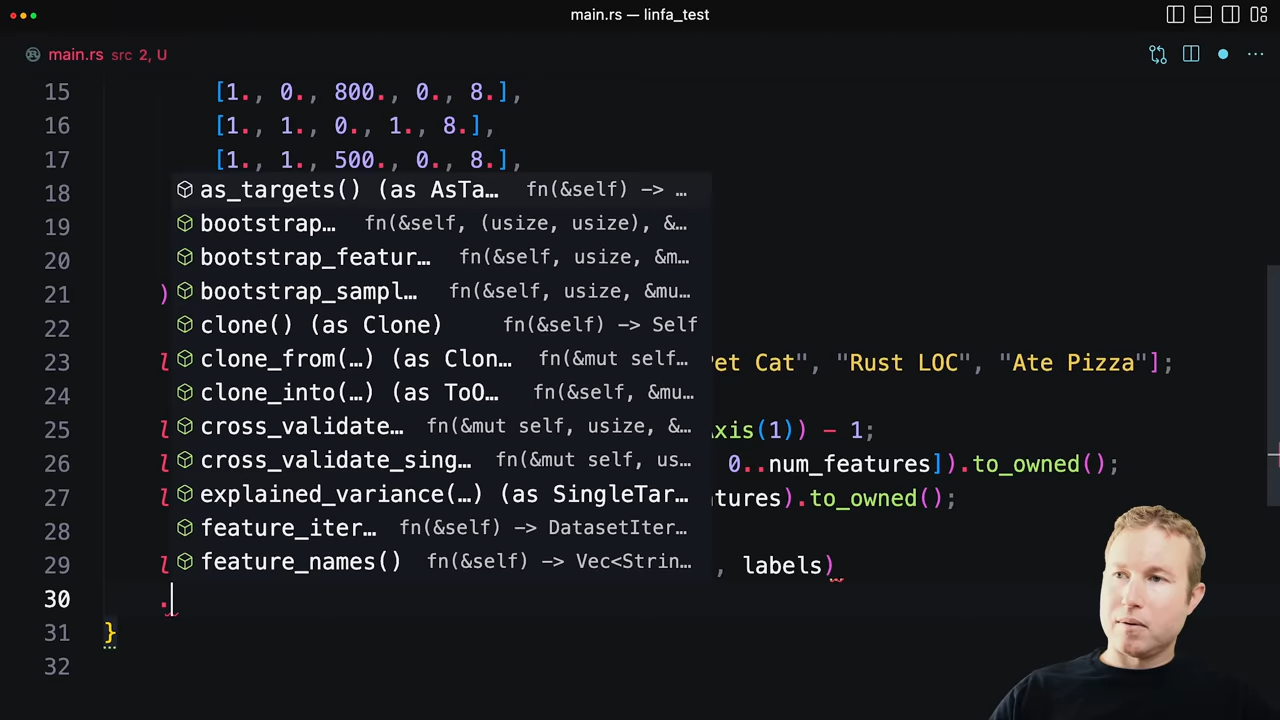 main.rs — linfa_test
main.rs src 2, U
15 [1., 0., 800., 0., 8.],
16 [1., 1., 0., 1., 8.],
17 [1., 1., 500., 0., 8.],
18 as_targets() (as AsTa… fn(&self) -> …
19 bootstrap… fn(&self, (usize, usize), &…
20 bootstrap_featur… fn(&self, usize, &m…
21 ) bootstrap_sampl… fn(&self, usize, &mu…
22 clone() (as Clone) fn(&self) -> Self
23 l clone_from(…) (as Clon… fn(&mut self… et Cat", "Rust LOC", "Ate Pizza"];
24 clone_into(…) (as ToO… fn(&self, &mu…
25 l cross_validate… fn(&mut self, usize, &… xis(1)) - 1;
26 l cross_validate_sing… fn(&mut self, us… 0..num_features]).to_owned();
27 l explained_variance(…) (as SingleTar… tures).to_owned();
28 feature_iter… fn(&self) -> DatasetIter…
29 l feature_names() fn(&self) -> Vec<Strin… , labels)
30 .
31 }
32